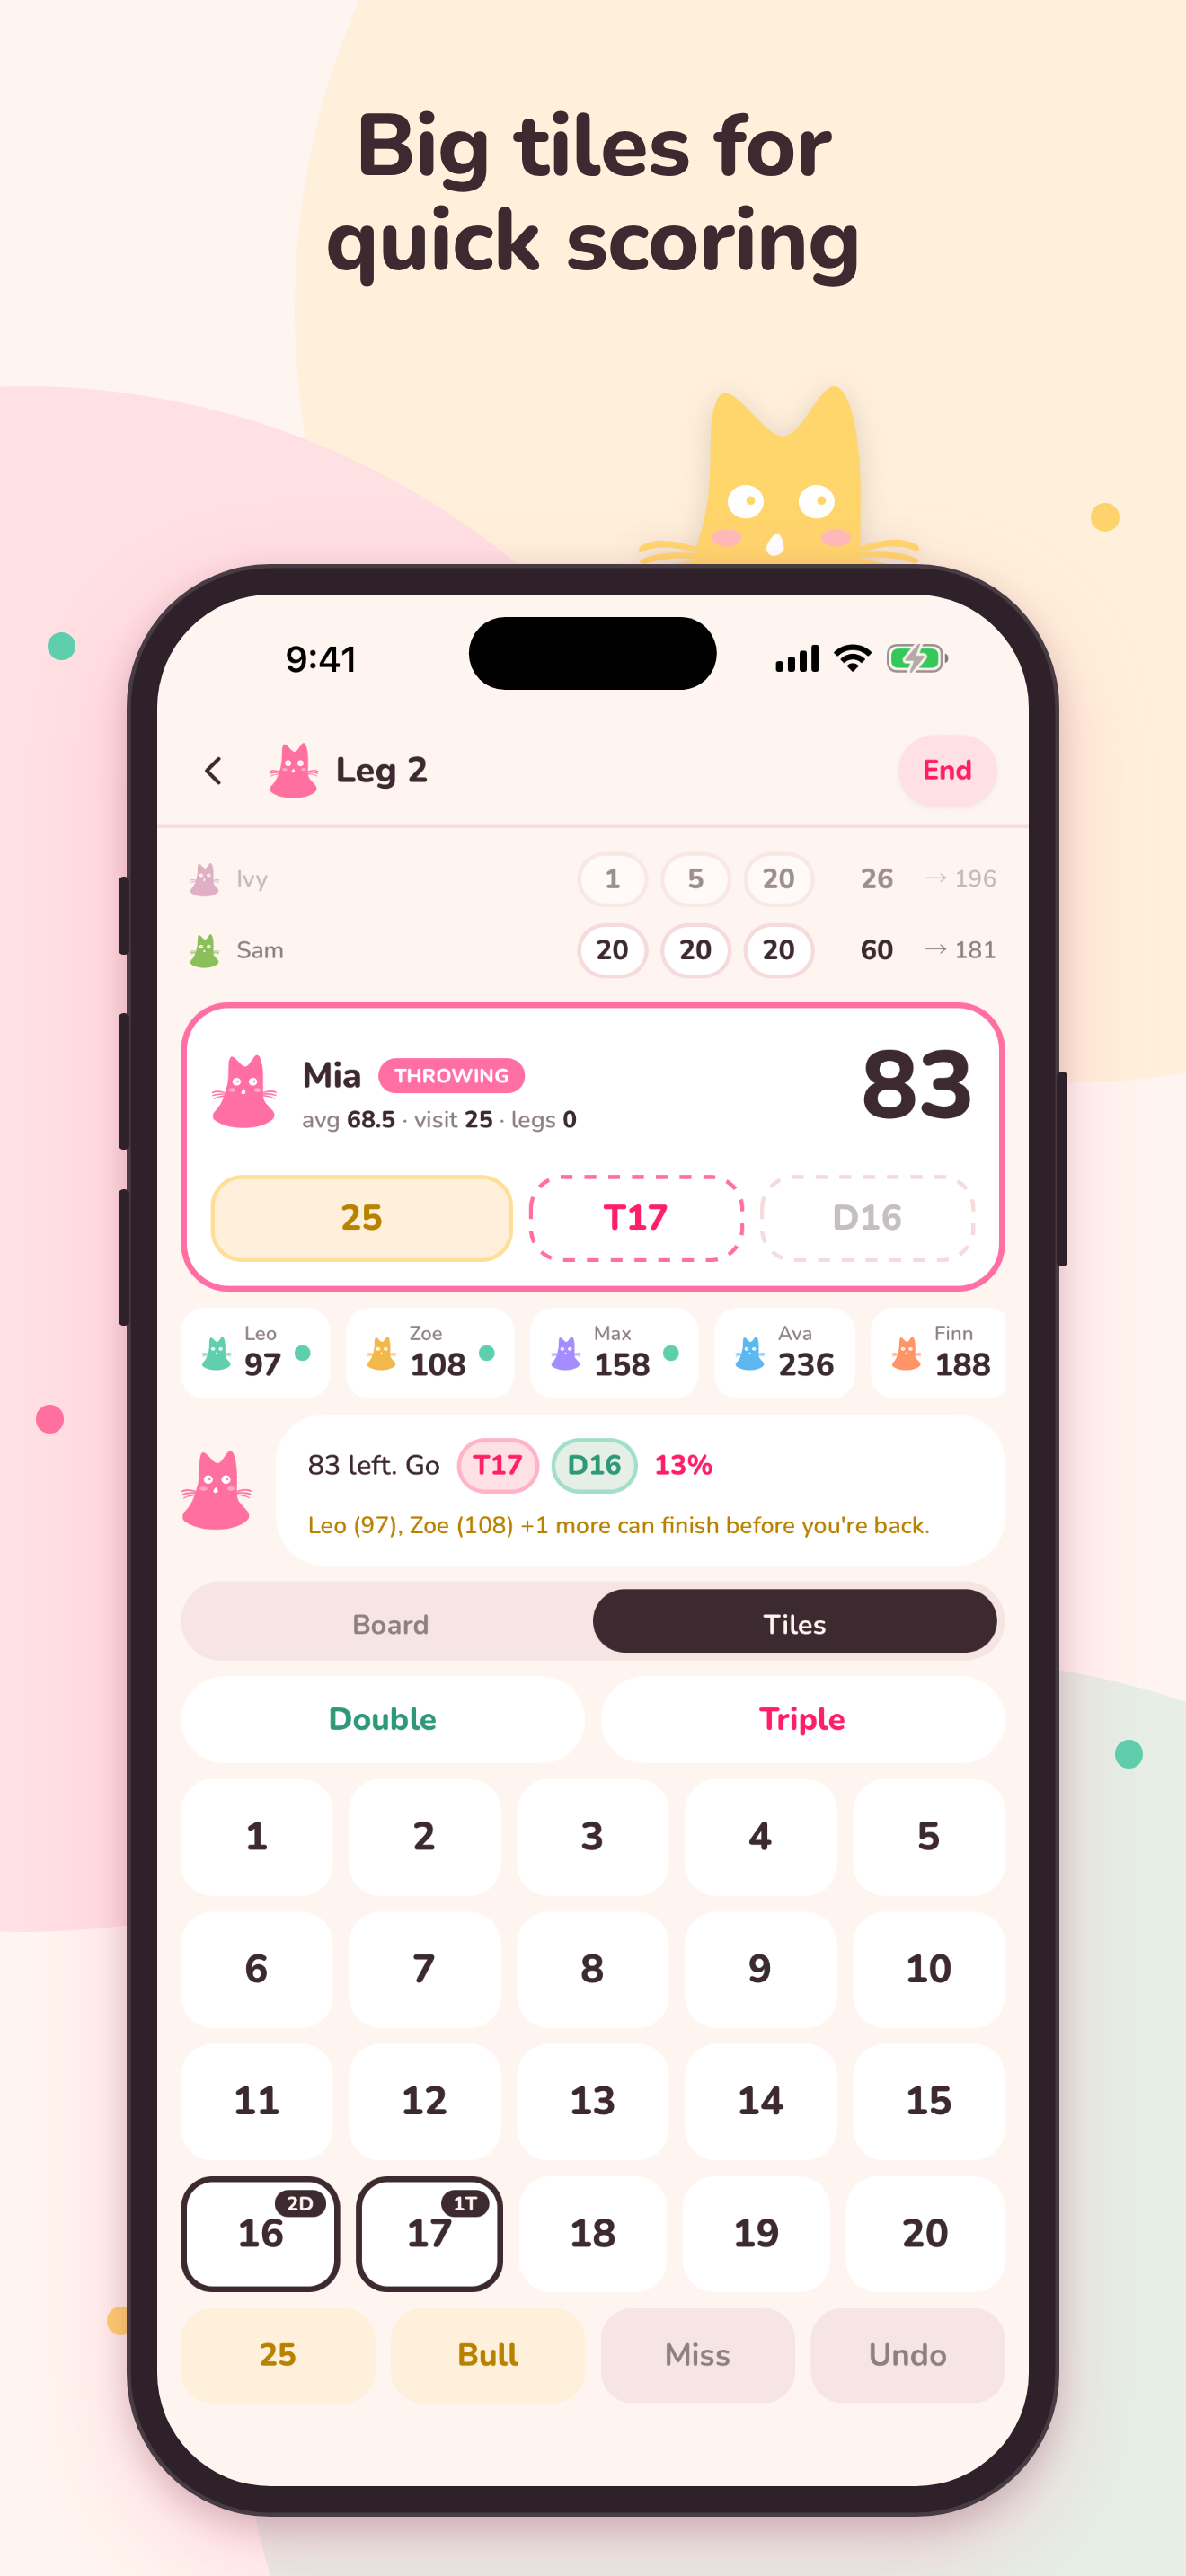 Big tiles for
quick scoring
9:41
Leg 2
End
Ivy 1 5 20 26 → 196
Sam 20 20 20 60 → 181
Mia THROWING 83
avg 68.5 · visit 25 · legs 0
25 T17 D16
Leo Zoe Max Ava Finn
97 108 158 236 188
83 left. Go T17 D16 13%
Leo (97), Zoe (108) +1 more can finish before you're back.
Board Tiles
Double Triple
1 2 3 4 5
6 7 8 9 10
11 12 13 14 15
16 2D 17 1T 18 19 20
25 Bull Miss Undo